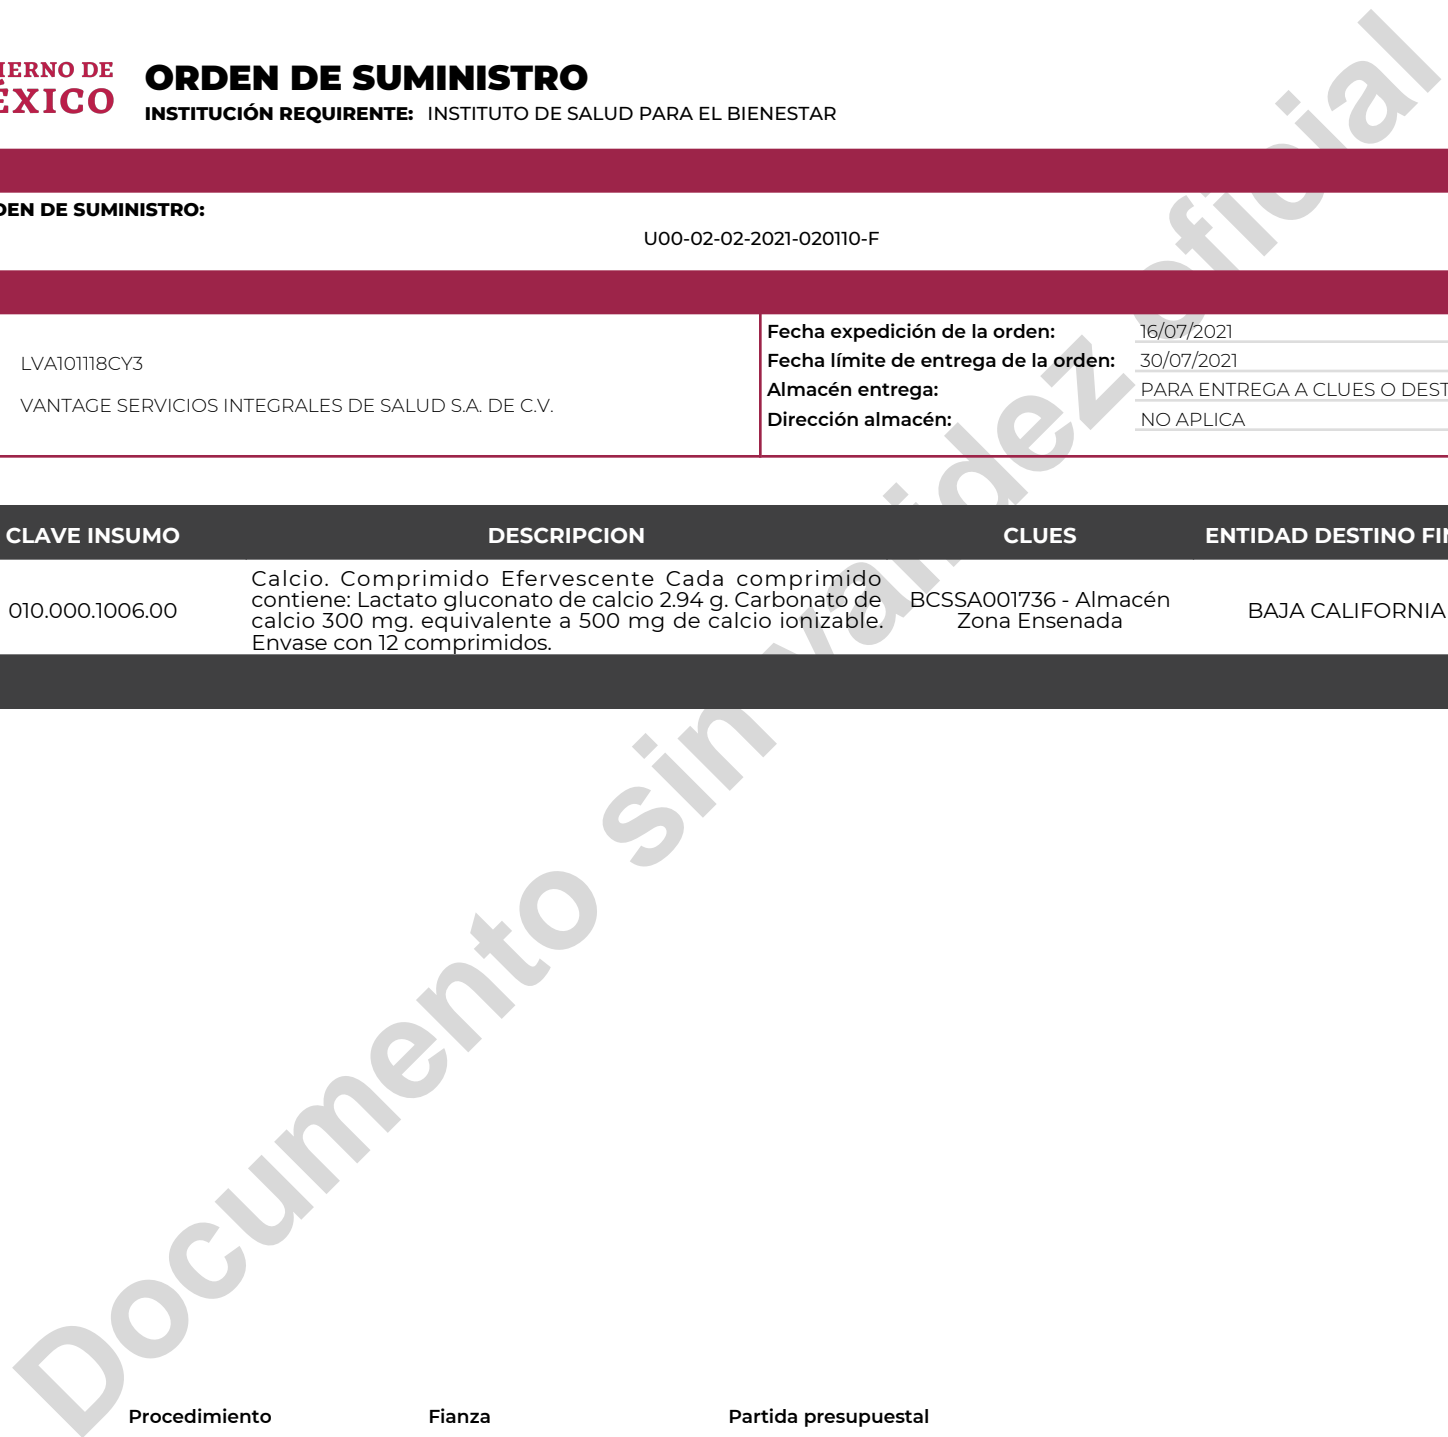 IERNO DE
ÉXICO
ORDEN DE SUMINISTRO
INSTITUCIÓN REQUIRENTE: INSTITUTO DE SALUD PARA EL BIENESTAR
DEN DE SUMINISTRO:
U00-02-02-2021-020110-F
LVA101118CY3
VANTAGE SERVICIOS INTEGRALES DE SALUD S.A. DE C.V.
Fecha expedición de la orden: 16/07/2021
Fecha límite de entrega de la orden: 30/07/2021
Almacén entrega: PARA ENTREGA A CLUES O DEST
Dirección almacén: NO APLICA
CLAVE INSUMO DESCRIPCION CLUES ENTIDAD DESTINO FIN
010.000.1006.00
Calcio. Comprimido Efervescente Cada comprimido
contiene: Lactato gluconato de calcio 2.94 g. Carbonato de
calcio 300 mg. equivalente a 500 mg de calcio ionizable.
Envase con 12 comprimidos.
BCSSA001736 - Almacén
Zona Ensenada
BAJA CALIFORNIA
Documento sin validez oficial
Procedimiento Fianza Partida presupuestal